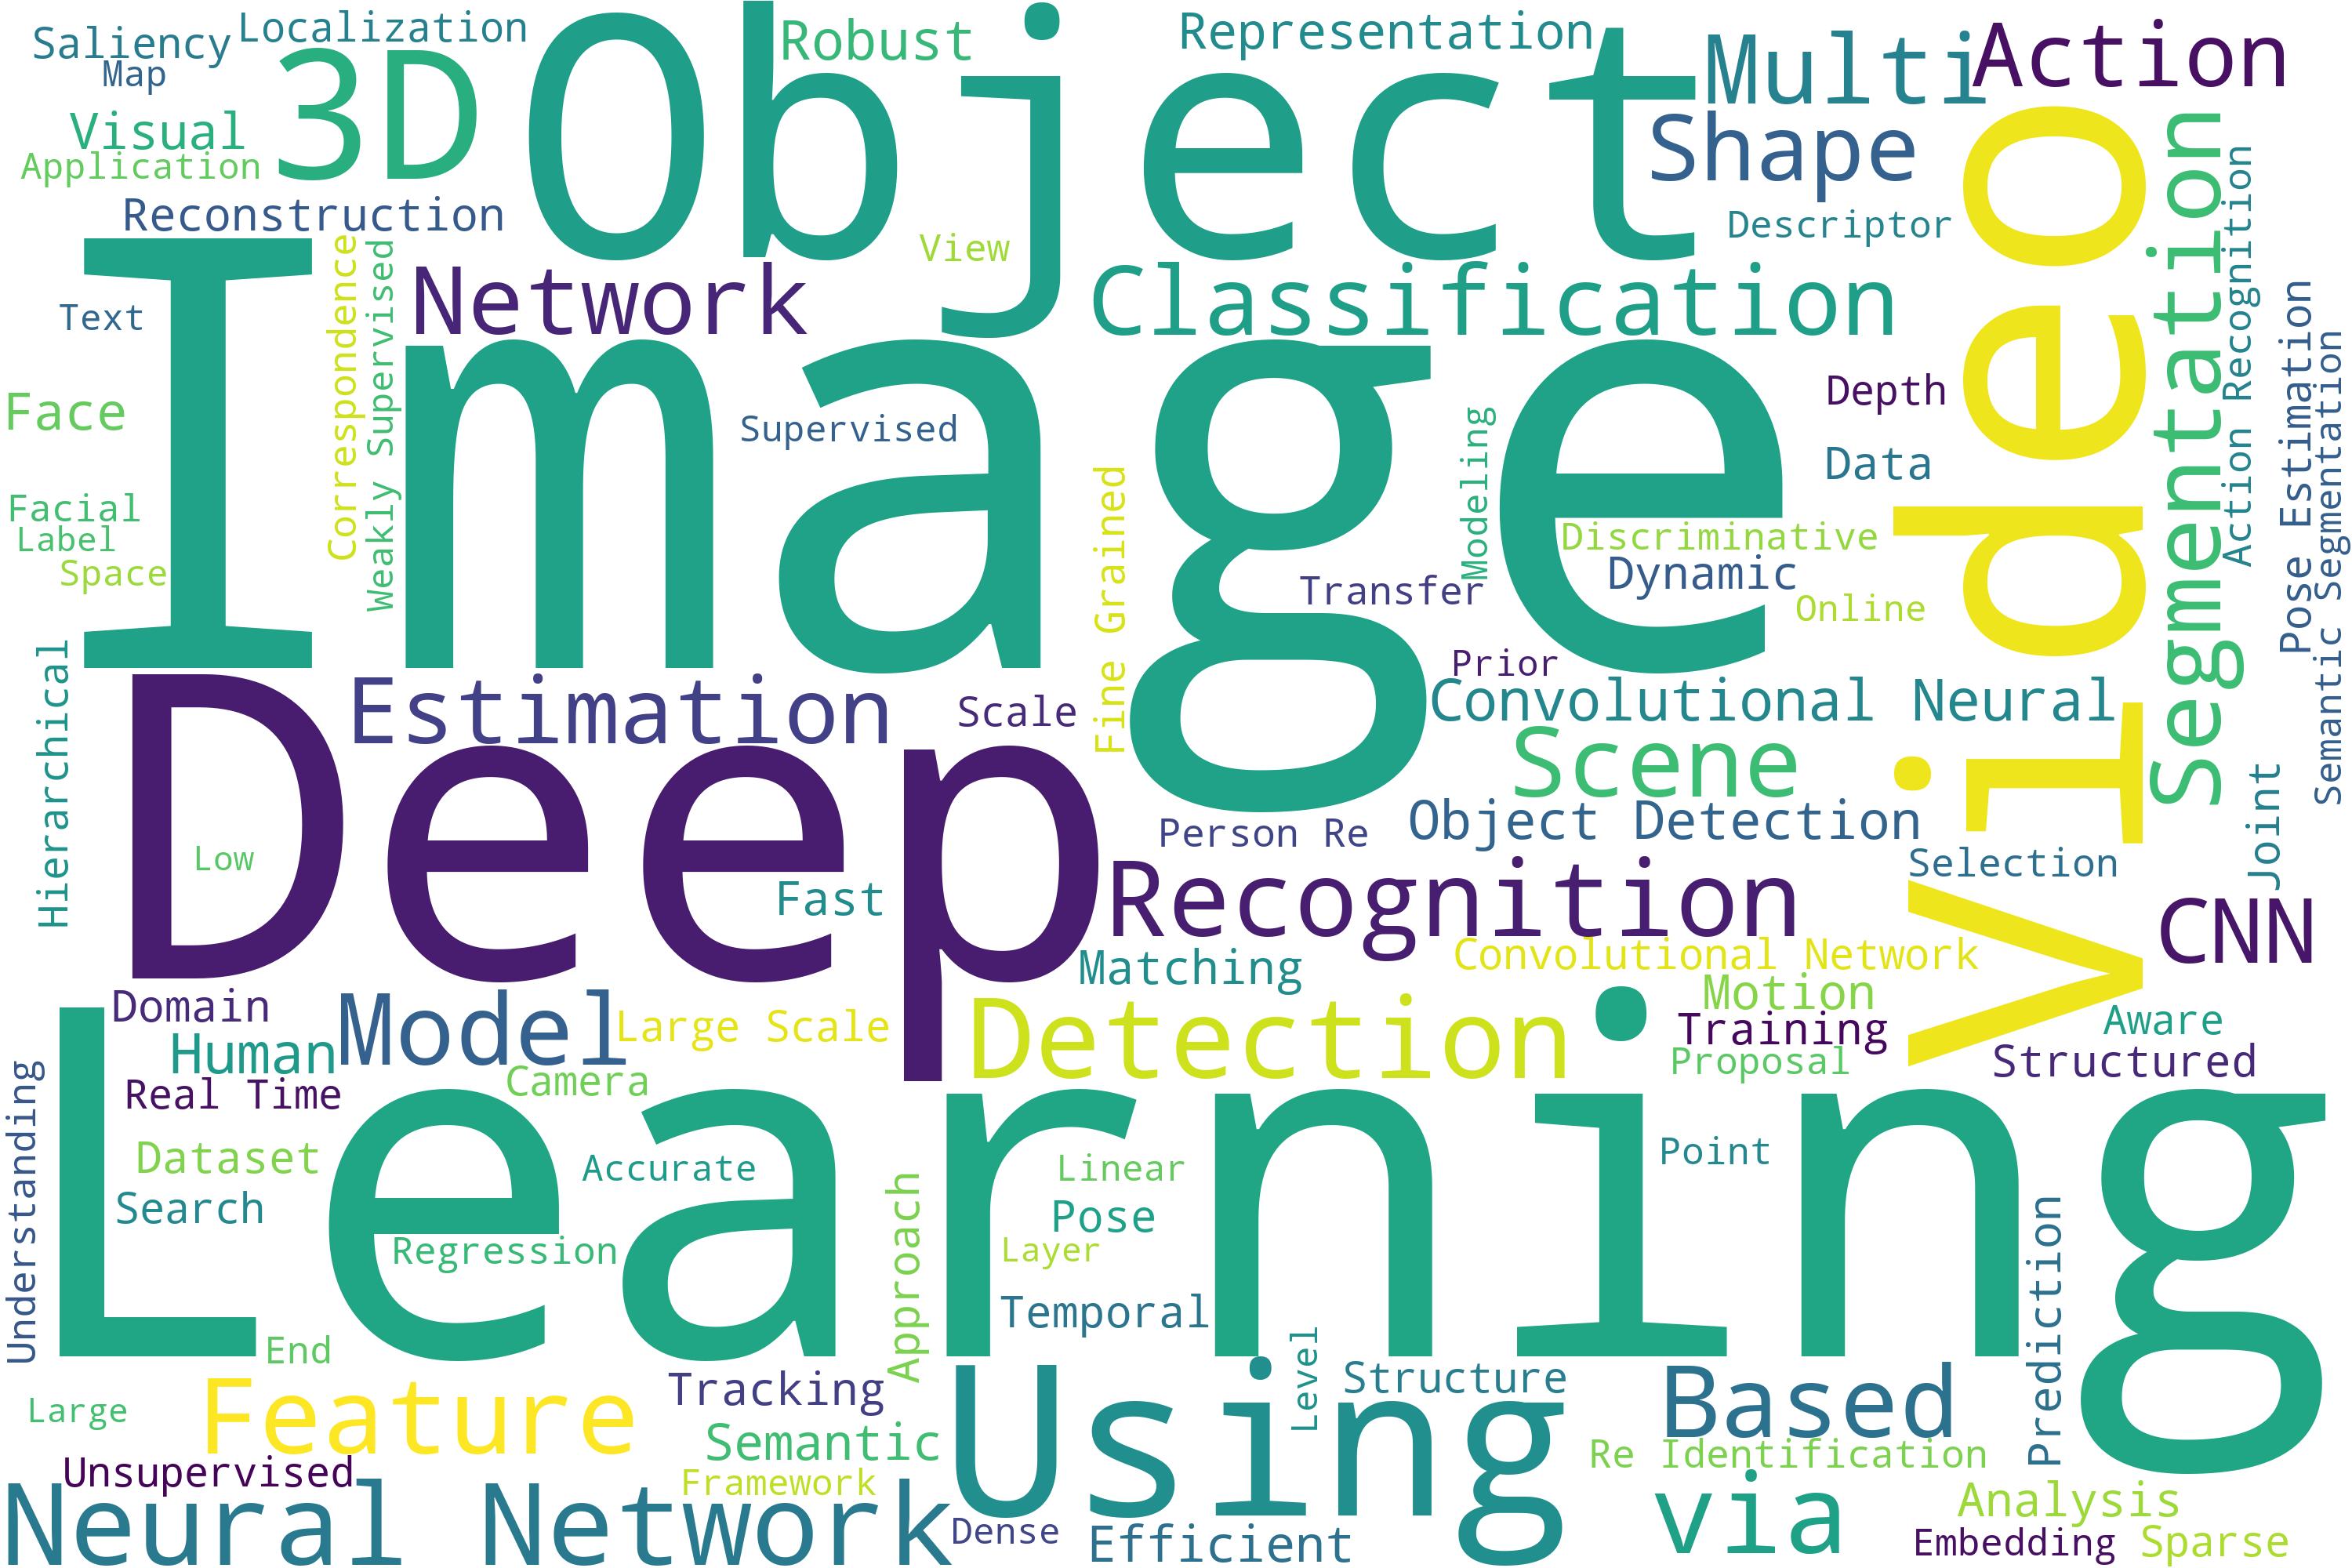 Saliency
Localization
Map
3D
Object
Robust
Representation
Multi
Action
Visual
Application
Shape
Reconstruction
View
Descriptor
Text
Network
Classification
Video
Segmentation
Action Recognition
Pose Estimation
Semantic Segmentation
Correspondence
Weakly Supervised
Image
Face
Supervised
Depth
Modeling
Data
Fine Grained
Facial
Label
Space
Discriminative
Dynamic
Transfer
Online
Hierarchical
Deep
Estimation
Scale
Prior
Convolutional Neural
Scene
Person Re
Object Detection
Joint
Low
Fast
Recognition
Selection
CNN
Matching
Convolutional Network
Domain
Model
Large Scale
Detection
Motion
Training
Aware
Human
Proposal
Structured
Real Time
Camera
Understanding
Learning
Dataset
Accurate
Linear
Point
Search
Approach
Pose
Regression
Layer
Temporal
Prediction
End
Level
Large
Feature
Tracking
Using
Structure
Based
Semantic
Re Identification
Unsupervised
Framework
Neural Network
Dense
Efficient
via
Analysis
Embedding
Sparse